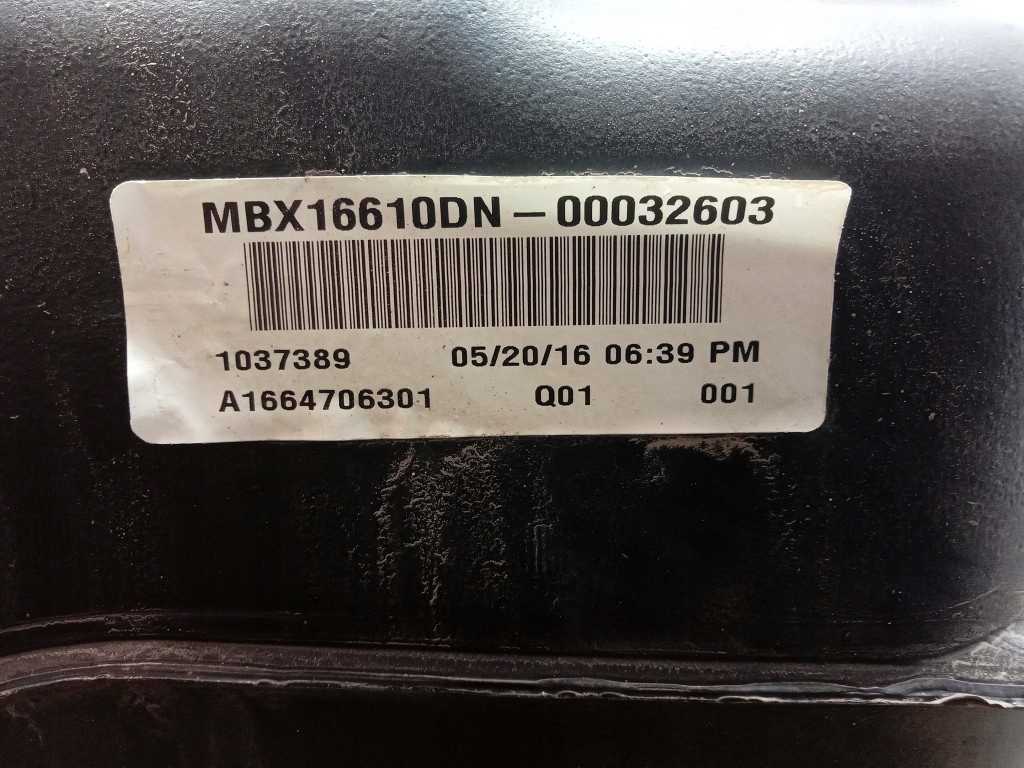 MBX16610DN – 00032603
1037389 05/20/16 06:39 PM
A1664706301 Q01 001